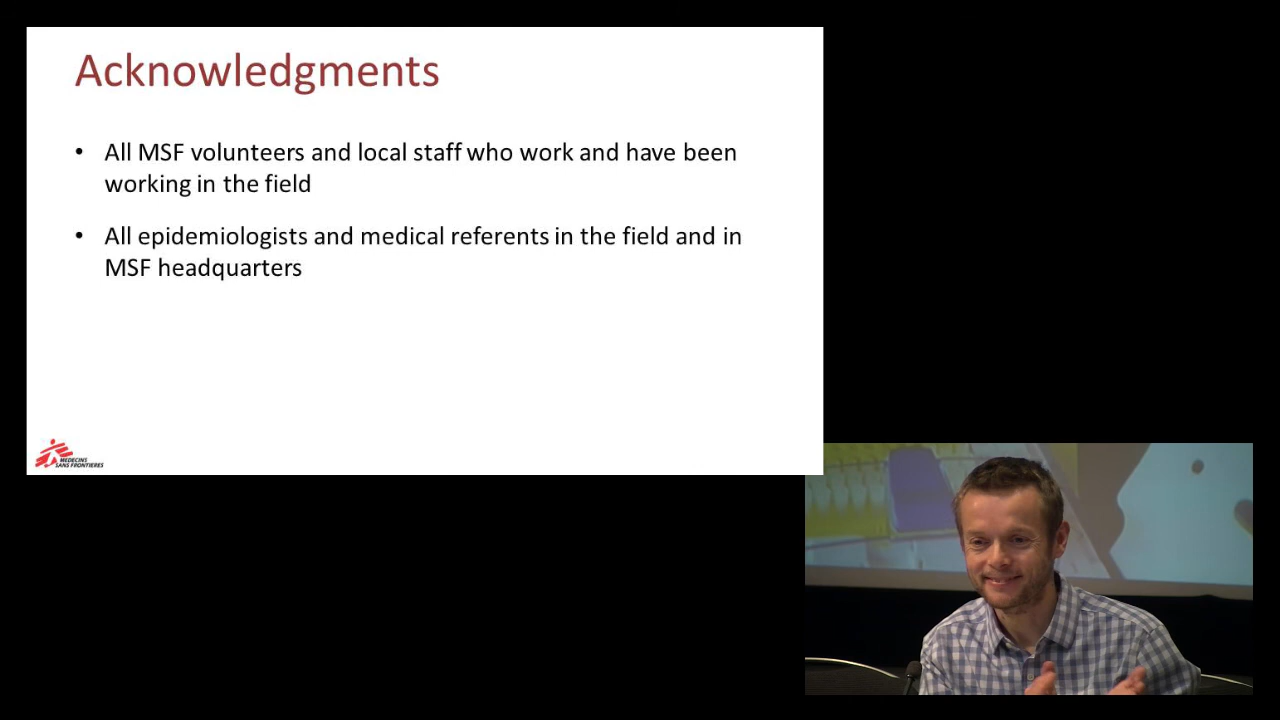 Acknowledgments
• All MSF volunteers and local staff who work and have been
working in the field
• All epidemiologists and medical referents in the field and in
MSF headquarters
MEDECINS
SANS FRONTIERES